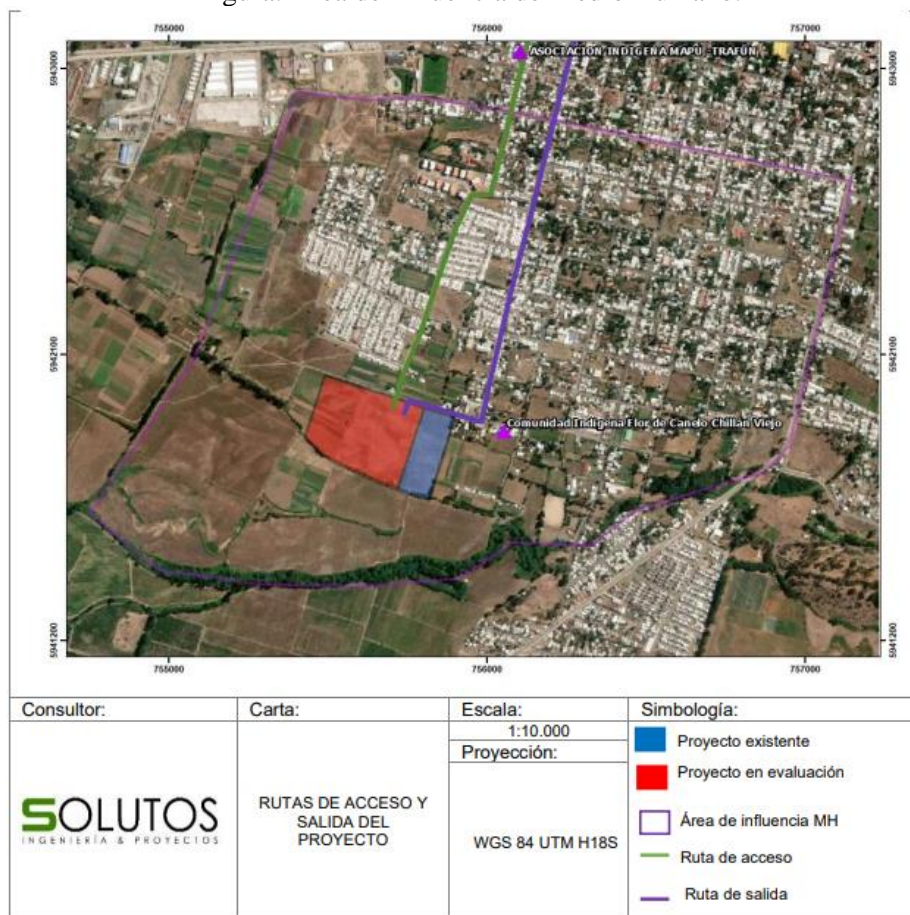 755000 756000 757000
5943000 5943000
ASOCIACIÓN INDIGENA MAPU -TRAFÚN
5942100 5942100
Comunidad Indígena Flor de Canelo Chillan Viejo
5941200 5941200
755000 756000 757000
Consultor:
SOLUTOS
INGENIERÍA & PROYECTOS
Carta:
RUTAS DE ACCESO Y
SALIDA DEL
PROYECTO
Escala:
1:10.000
Proyección:
WGS 84 UTM H18S
Simbología:
Proyecto existente
Proyecto en evaluación
Área de influencia MH
Ruta de acceso
Ruta de salida